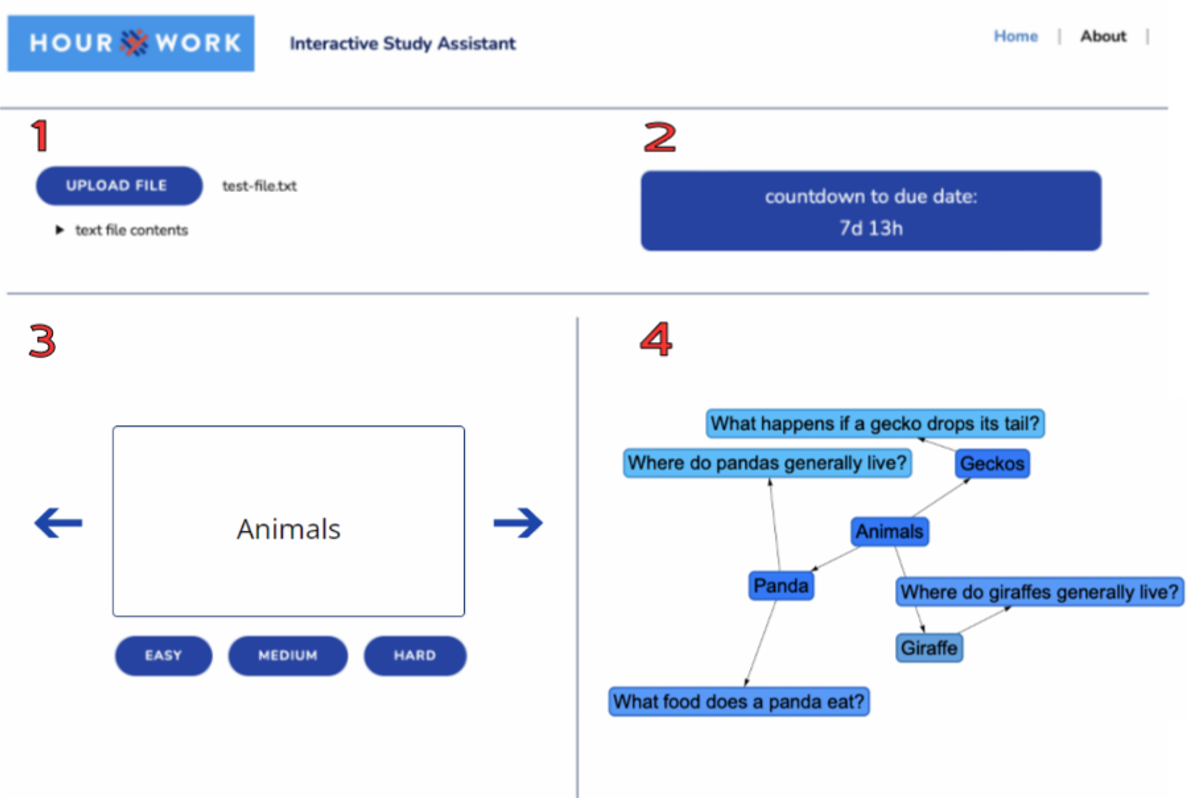 HOUR WORK
Interactive Study Assistant
Home | About |
1
UPLOAD FILE test-file.txt
▶ text file contents
2
countdown to due date:
7d 13h
3
Animals
EASY MEDIUM HARD
4
What happens if a gecko drops its tail?
Where do pandas generally live?
Geckos
Animals
Panda
Where do giraffes generally live?
Giraffe
What food does a panda eat?